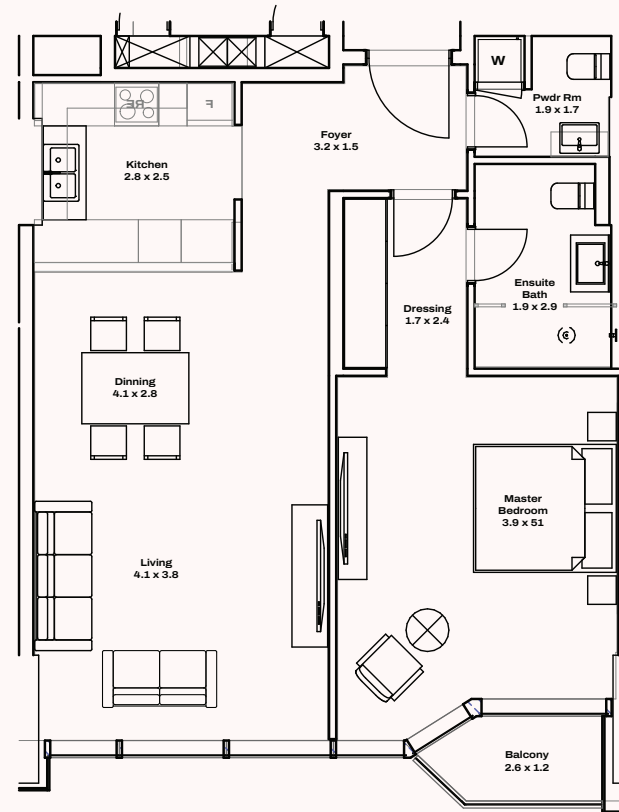 W
Pwdr Rm
1.9 x 1.7
RE
F
Foyer
3.2 x 1.5
Kitchen
2.8 x 2.5
Ensuite
Bath
1.9 x 2.9
Dressing
1.7 x 2.4
Dinning
4.1 x 2.8
Master
Bedroom
3.9 x 51
Living
4.1 x 3.8
Balcony
2.6 x 1.2